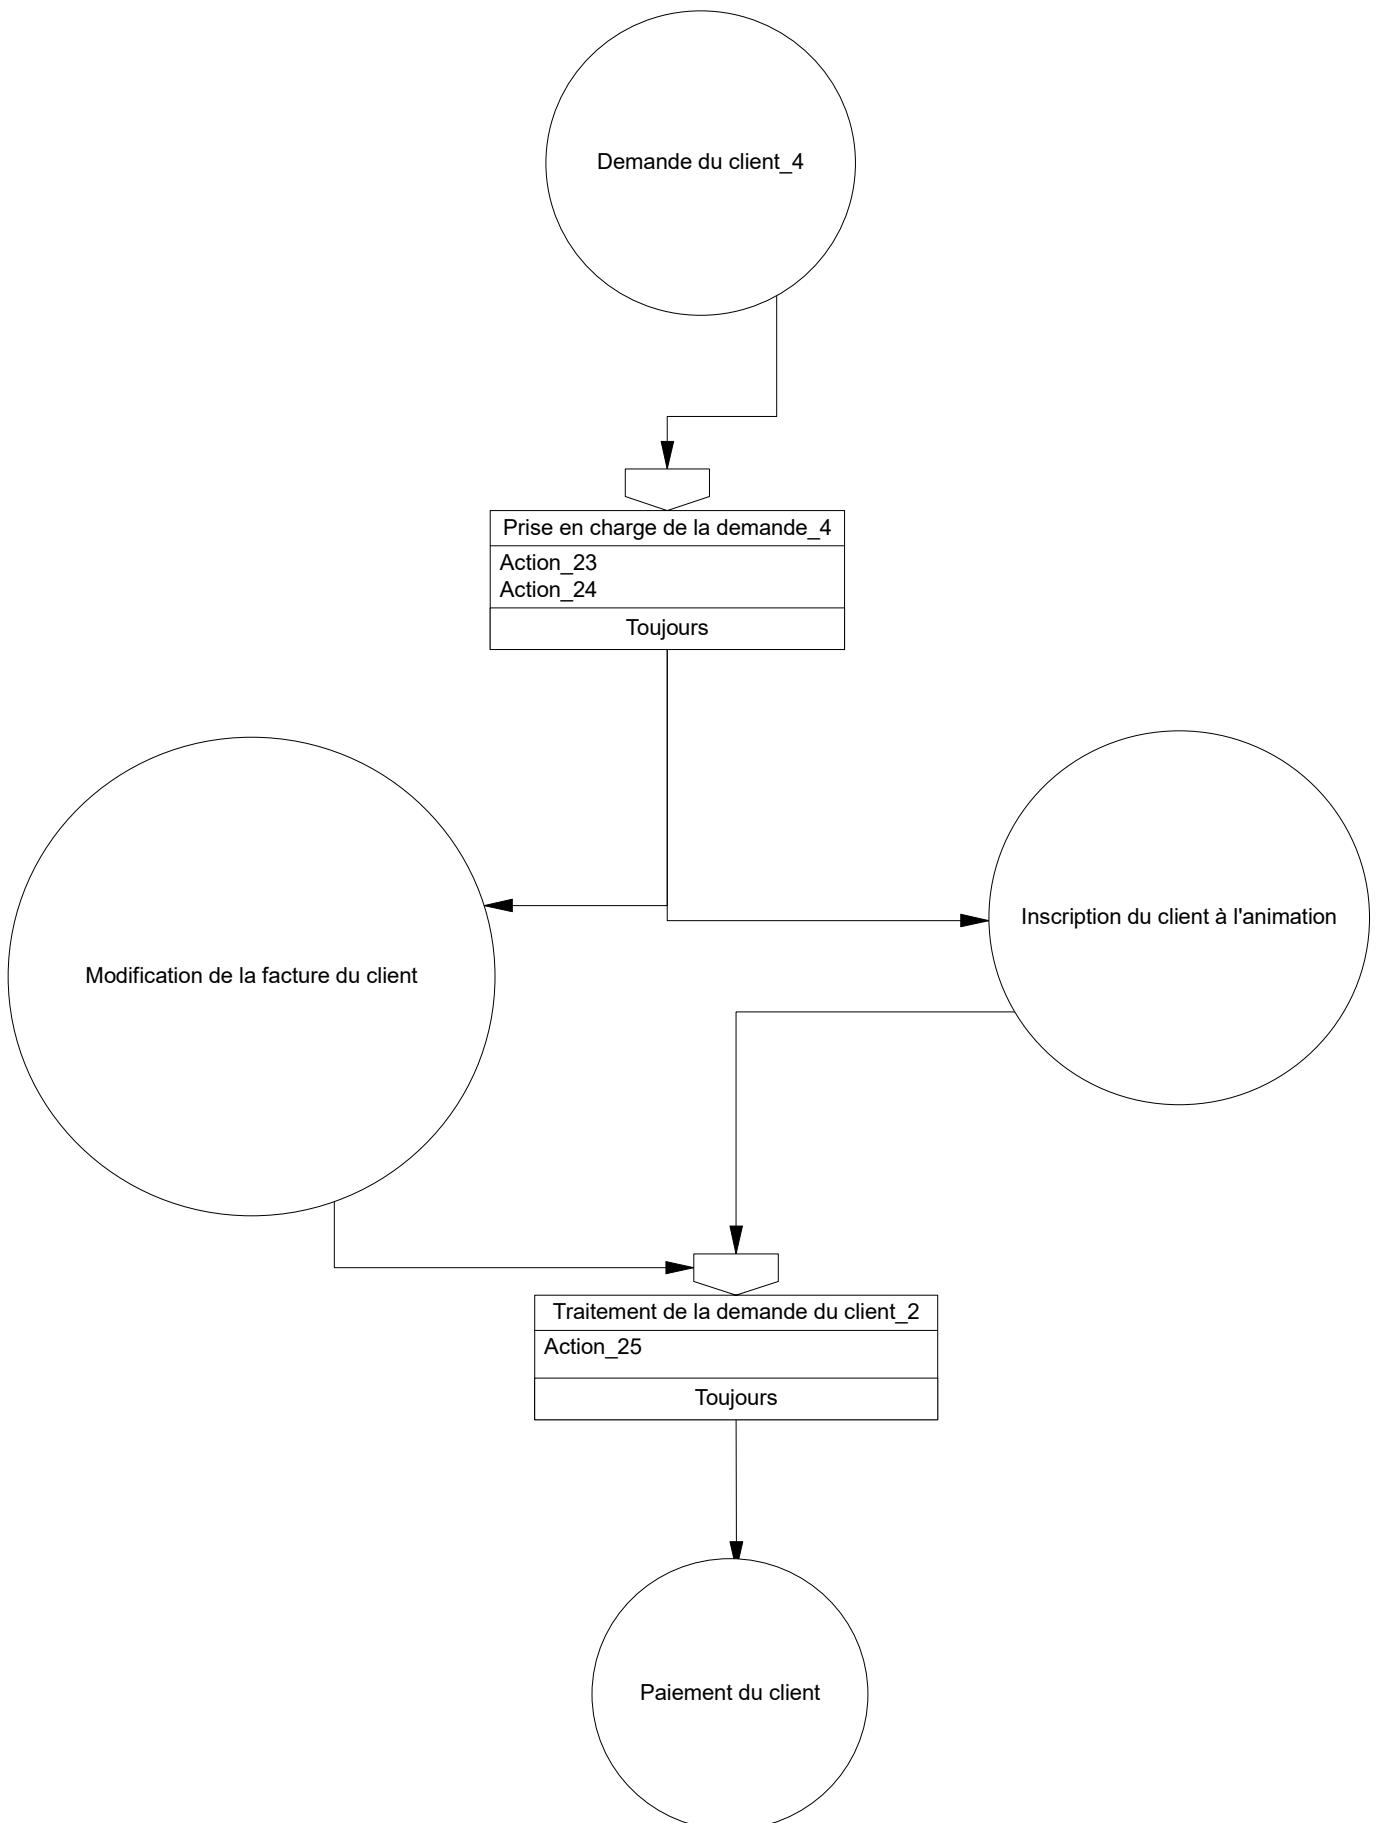 Demande du client_4
Prise en charge de la demande_4
Action_23
Action_24
Toujours
Inscription du client à l'animation
Modification de la facture du client
Traitement de la demande du client_2
Action_25
Toujours
Paiement du client